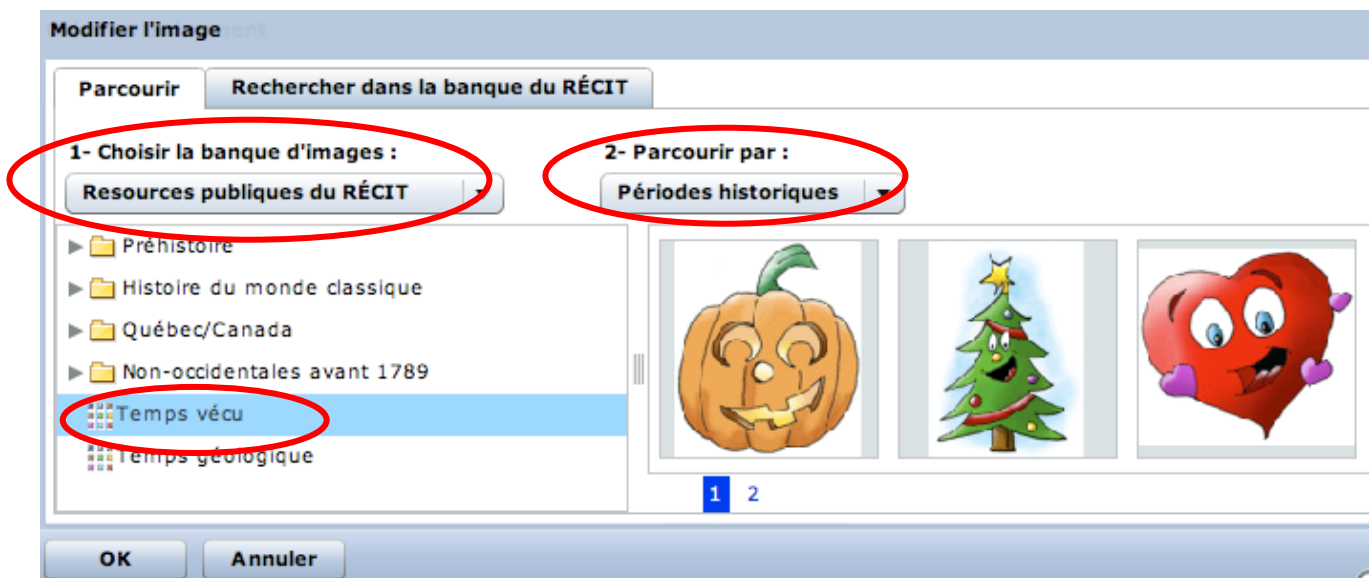 Modifier l'image
Parcourir
Rechercher dans la banque du RÉCIT
1- Choisir la banque d'images :
2- Parcourir par :
Resources publiques du RÉCIT
Périodes historiques
Préhistoire
Histoire du monde classique
Québec/Canada
Non-occidentales avant 1789
Temps vécu
Temps géologique
1 2
OK
Annuler